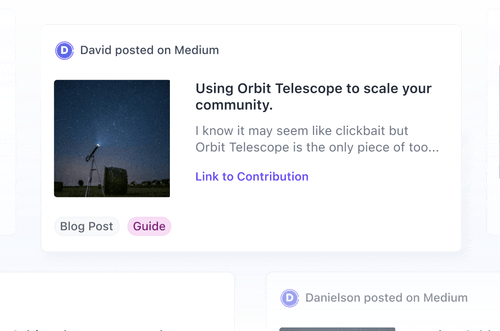 D David posted on Medium
Using Orbit Telescope to scale your
community.
I know it may seem like clickbait but
Orbit Telescope is the only piece of too...
Link to Contribution
Blog Post Guide
D Danielson posted on Medium